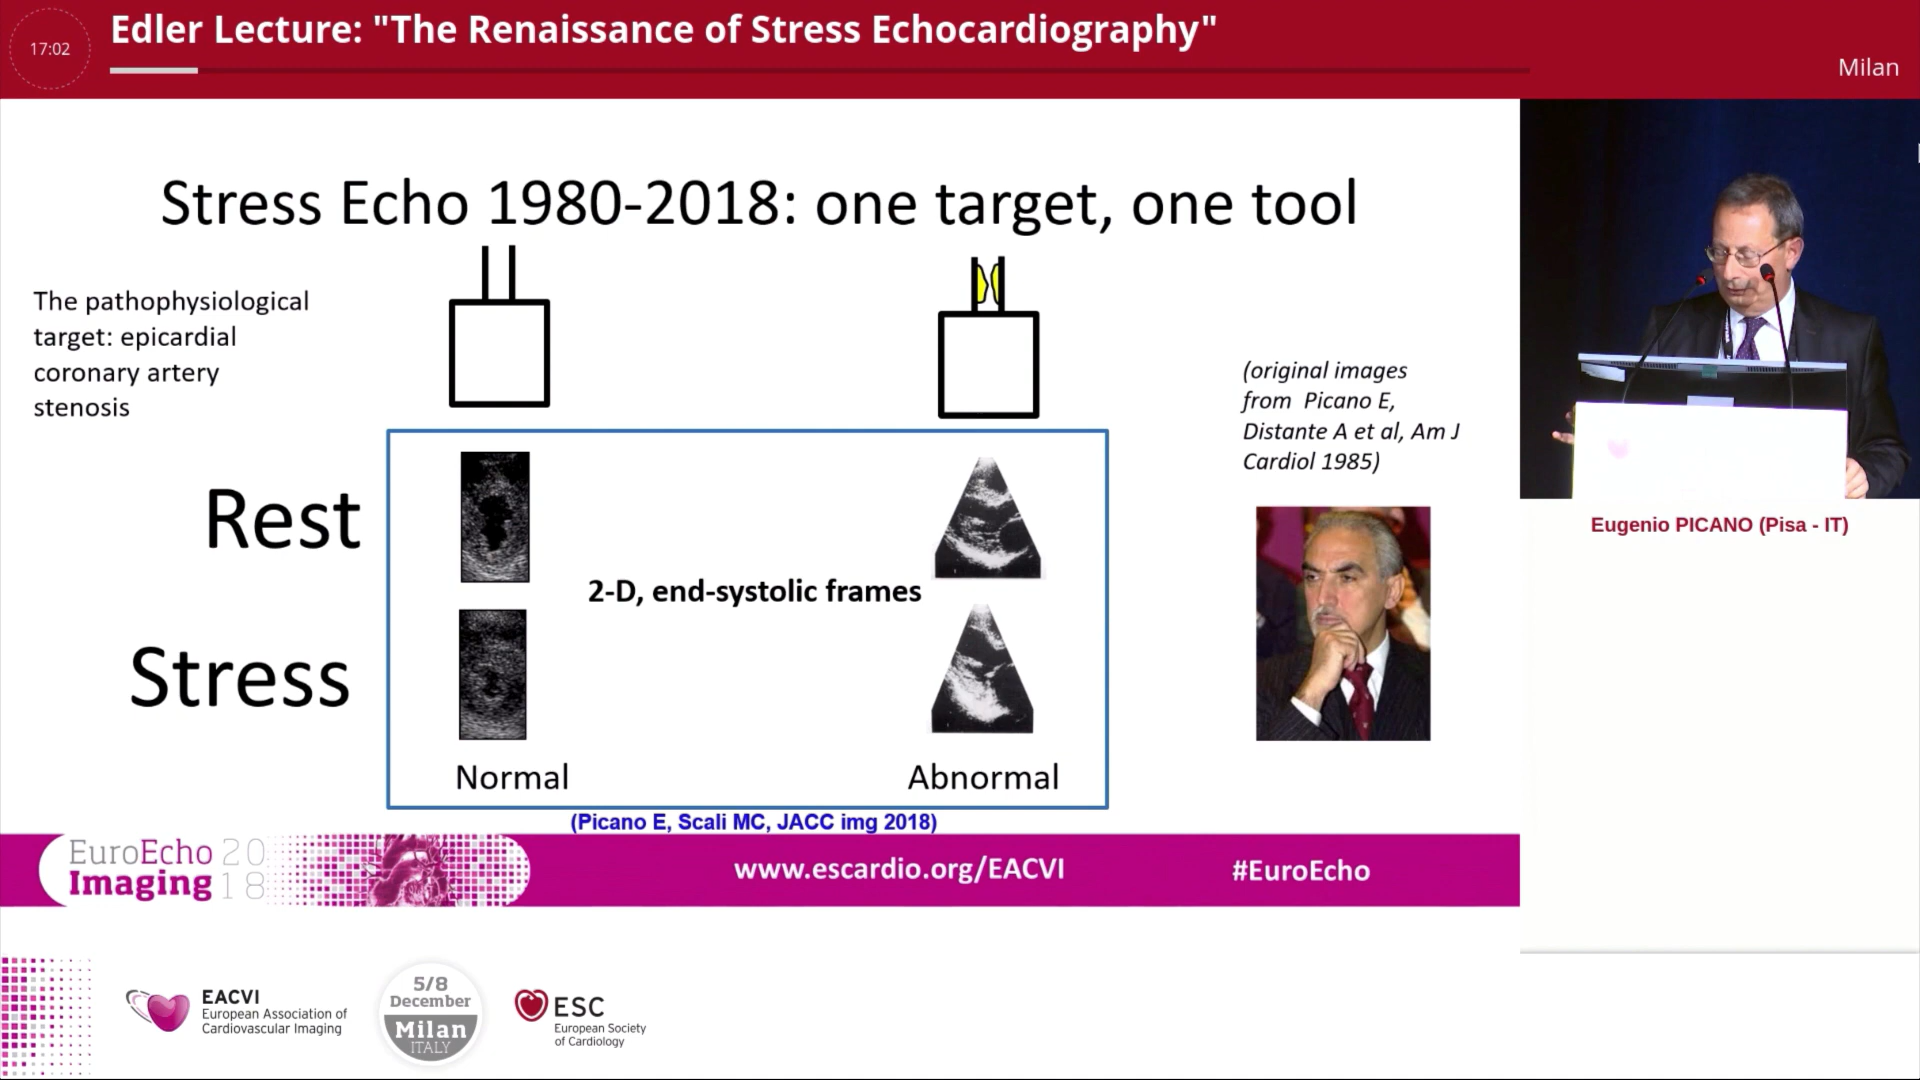 17:02
Edler Lecture: "The Renaissance of Stress Echocardiography"
Milan
Stress Echo 1980-2018: one target, one tool
The pathophysiological
target: epicardial
coronary artery
stenosis
(original images
from Picano E,
Distante A et al, Am J
Cardiol 1985)
Rest
2-D, end-systolic frames
Stress
Normal
Abnormal
(Picano E, Scali MC, JACC img 2018)
Eugenio PICANO (Pisa - IT)
EuroEcho 20
Imaging 18
www.escardio.org/EACVI
#EuroEcho
EACVI
European Association of
Cardiovascular Imaging
5/8
December
Milan
ITALY
ESC
European Society
of Cardiology